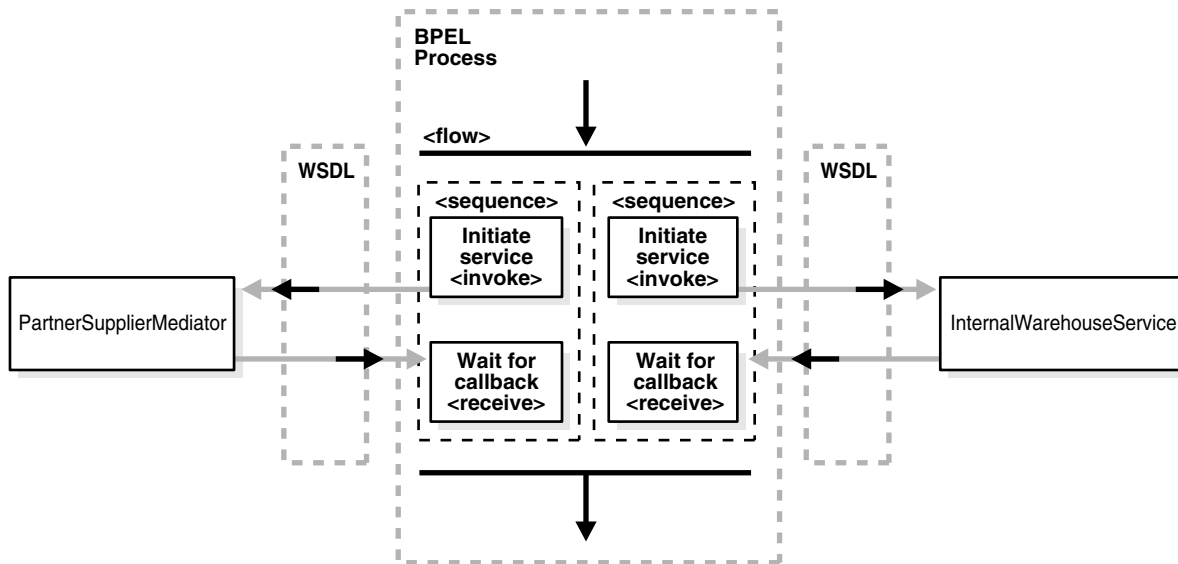 BPEL
Process
<flow>
WSDL
WSDL
<sequence>
<sequence>
Initiate
service
<invoke>
Initiate
service
<invoke>
PartnerSupplierMediator
InternalWarehouseService
Wait for
callback
<receive>
Wait for
callback
<receive>